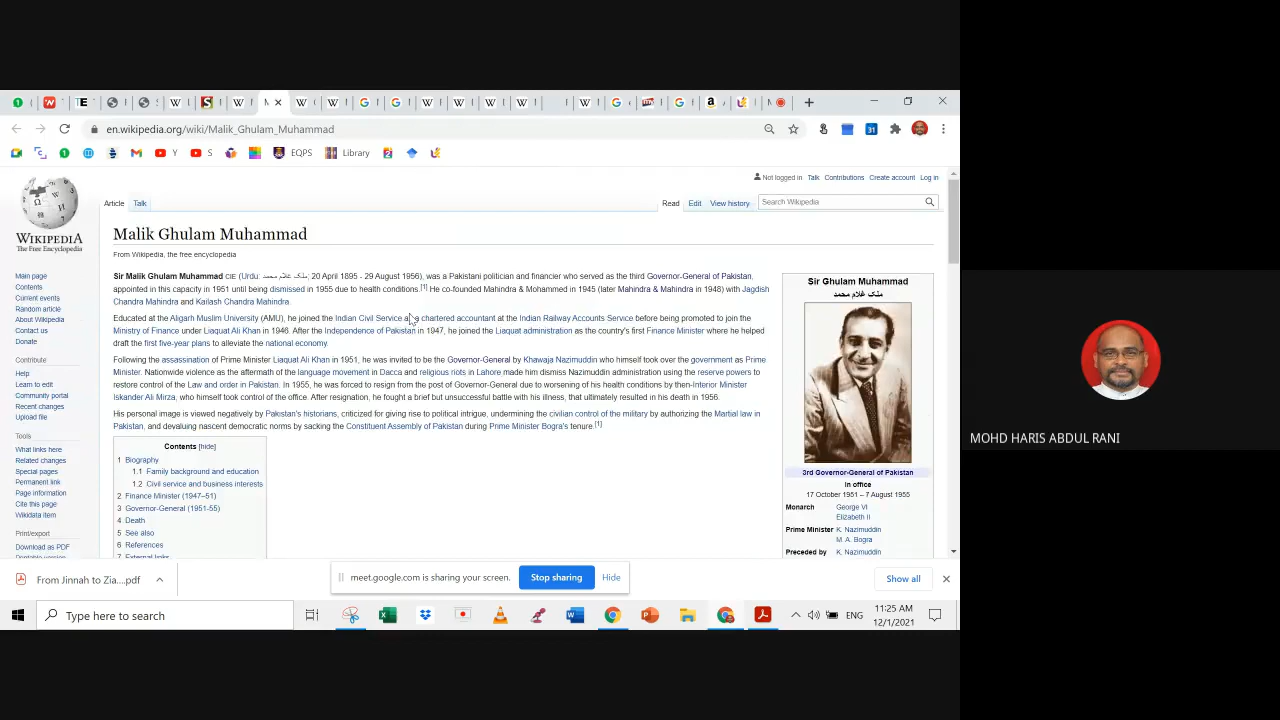 en.wikipedia.org/wiki/Malik_Ghulam_Muhammad
EQPS
Library
Not logged in Talk Contributions Create account Log in
Article Talk
Read Edit View history Search Wikipedia
WIKIPEDIA
The Free Encyclopedia
Main page
Contents
Current events
Random article
About Wikipedia
Contact us
Donate
Contribute
Help
Learn to edit
Community portal
Recent changes
Upload file
Tools
What links here
Related changes
Special pages
Permanent link
Page information
Cite this page
Wikidata item
Print/export
Download as PDF
Malik Ghulam Muhammad
From Wikipedia, the free encyclopedia
Sir Malik Ghulam Muhammad CIE (Urdu: ملک غلام محمد‎; 20 April 1895 - 29 August 1956), was a Pakistani politician and financier who served as the third Governor-General of Pakistan,
appointed in this capacity in 1951 until being dismissed in 1955 due to health conditions.[1] He co-founded Mahindra & Mohammed in 1945 (later Mahindra & Mahindra in 1948) with Jagdish
Chandra Mahindra and Kailash Chandra Mahindra.
Educated at the Aligarh Muslim University (AMU), he joined the Indian Civil Service as a chartered accountant at the Indian Railway Accounts Service before being promoted to join the
Ministry of Finance under Liaquat Ali Khan in 1946. After the Independence of Pakistan in 1947, he joined the Liaquat administration as the country's first Finance Minister where he helped
draft the first five-year plans to alleviate the national economy.
Following the assassination of Prime Minister Liaquat Ali Khan in 1951, he was invited to be the Governor-General by Khawaja Nazimuddin who himself took over the government as Prime
Minister. Nationwide violence as the aftermath of the language movement in Dacca and religious riots in Lahore made him dismiss Nazimuddin administration using the reserve powers to
restore control of the Law and order in Pakistan. In 1955, he was forced to resign from the post of Governor-General due to worsening of his health conditions by then-Interior Minister
Iskander Ali Mirza, who himself took control of the office. After resignation, he fought a brief but unsuccessful battle with his illness, that ultimately resulted in his death in 1956.
His personal image is viewed negatively by Pakistan's historians, criticized for giving rise to political intrigue, undermining the civilian control of the military by authorizing the Martial law in
Pakistan, and devaluing nascent democratic norms by sacking the Constituent Assembly of Pakistan during Prime Minister Bogra's tenure.[1]
Contents [hide]
1 Biography
1.1 Family background and education
1.2 Civil service and business interests
2 Finance Minister (1947–51)
3 Governor-General (1951-55)
4 Death
5 See also
6 References
7 External links
Sir Ghulam Muhammad
ملک غلام محمد
3rd Governor-General of Pakistan
In office
17 October 1951 – 7 August 1955
Monarch George VI
Elizabeth II
Prime Minister K. Nazimuddin
M. A. Bogra
Preceded by K. Nazimuddin
From Jinnah to Zia....pdf
meet.google.com is sharing your screen. Stop sharing Hide
Show all
Type here to search
ENG
11:25 AM
12/1/2021
MOHD HARIS ABDUL RANI